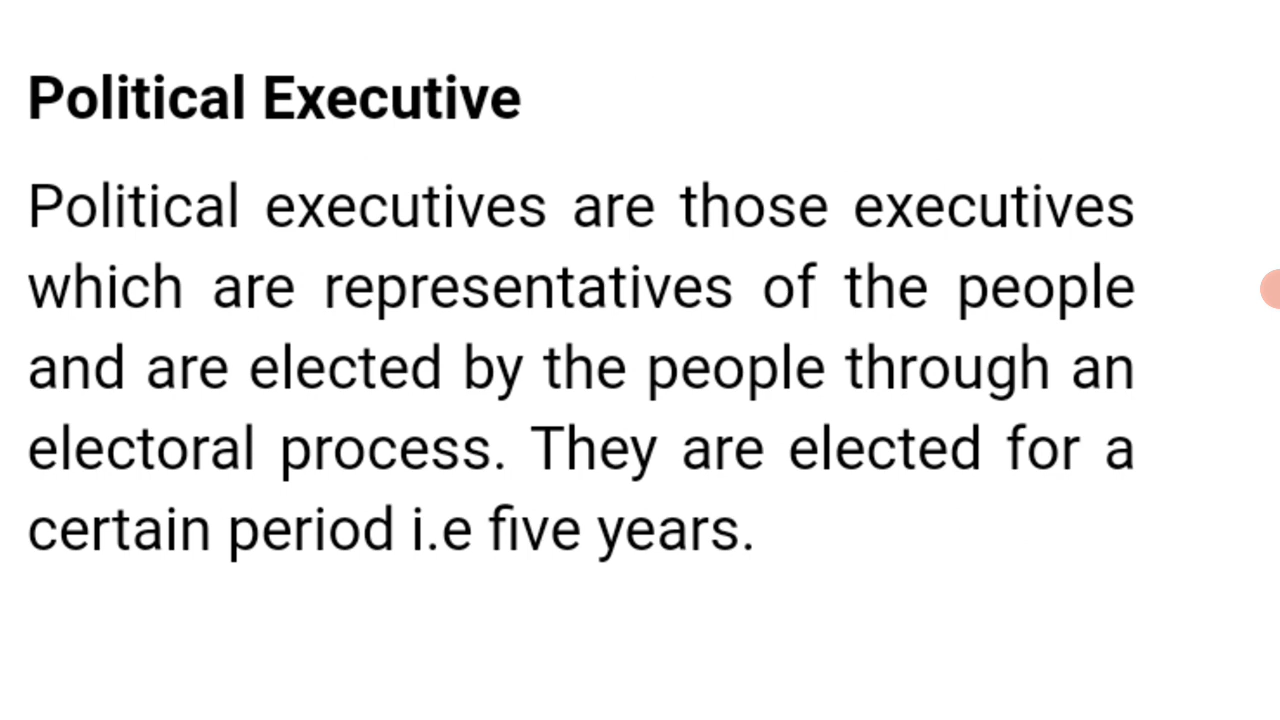 Political Executive
Political executives are those executives
which are representatives of the people
and are elected by the people through an
electoral process. They are elected for a
certain period i.e five years.